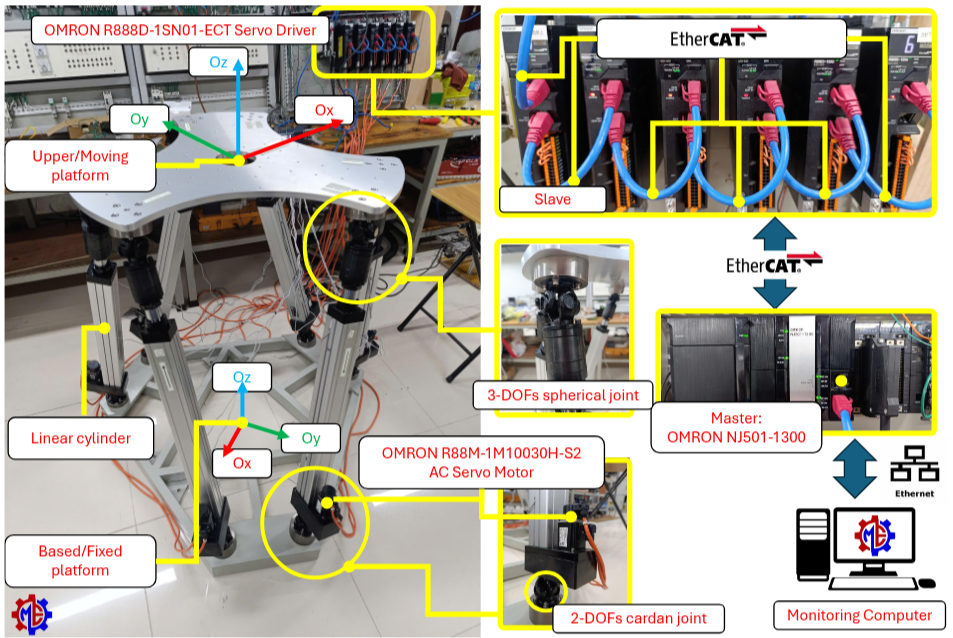 OMRON R888D-1SN01-ECT Servo Driver
Oz
Ox
Oy
Upper/Moving
platform
EtherCAT®
6
Slave
EtherCAT®
3-DOFs spherical joint
Master:
OMRON NJ501-1300
Oz
Oy
Ox
Linear cylinder
OMRON R88M-1M10030H-S2
AC Servo Motor
Ethernet
Based/Fixed
platform
2-DOFs cardan joint
Monitoring Computer